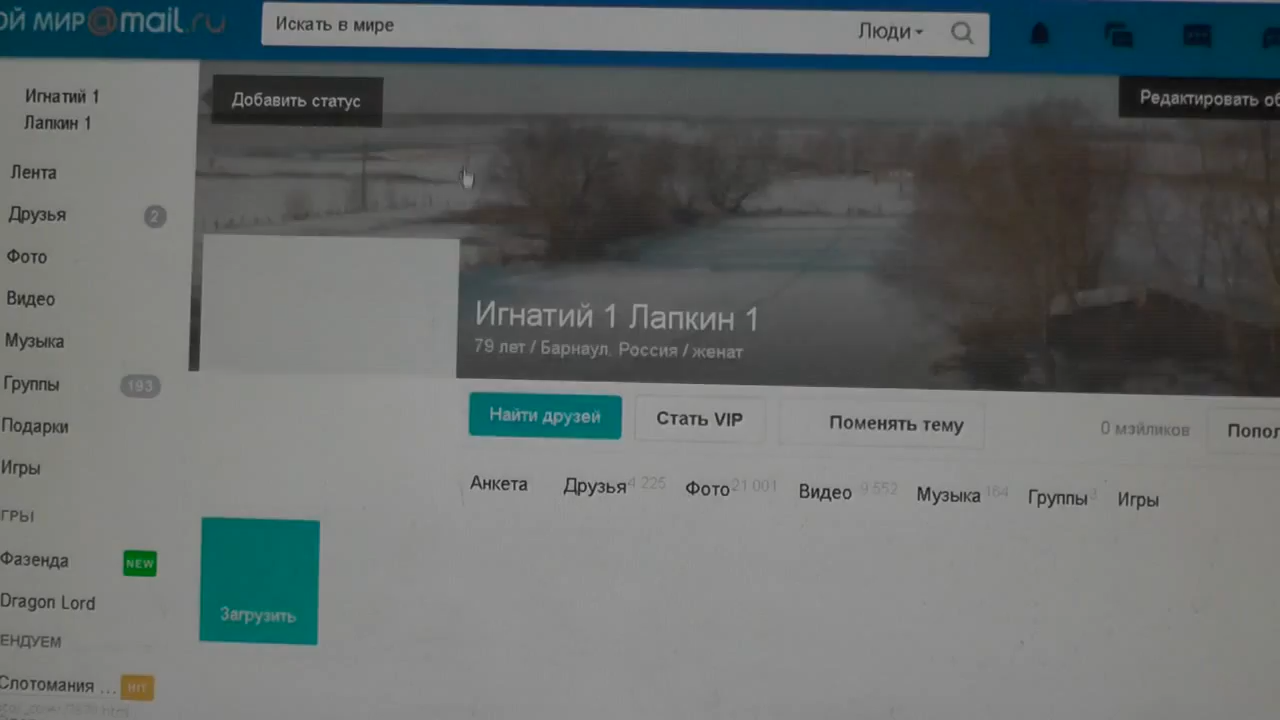 ОЙ МИР@mail.ru
Искать в мире
Люди
Игнатий 1
Лапкин 1
Добавить статус
Редактировать об
Лента
Друзья 2
Фото
Видео
Музыка
Группы 193
Подарки
Игры
Игнатий 1 Лапкин 1
79 лет / Барнаул, Россия / женат
Найти друзей
Стать VIP
Поменять тему
0 мэйликов
Попол
Анкета
Друзья 4 225
Фото 21 001
Видео 9 552
Музыка 164
Группы 3
Игры
ГРЫ
Фазенда NEW
Dragon Lord
ЕНДУЕМ
Слотомания ... HIT
Загрузить